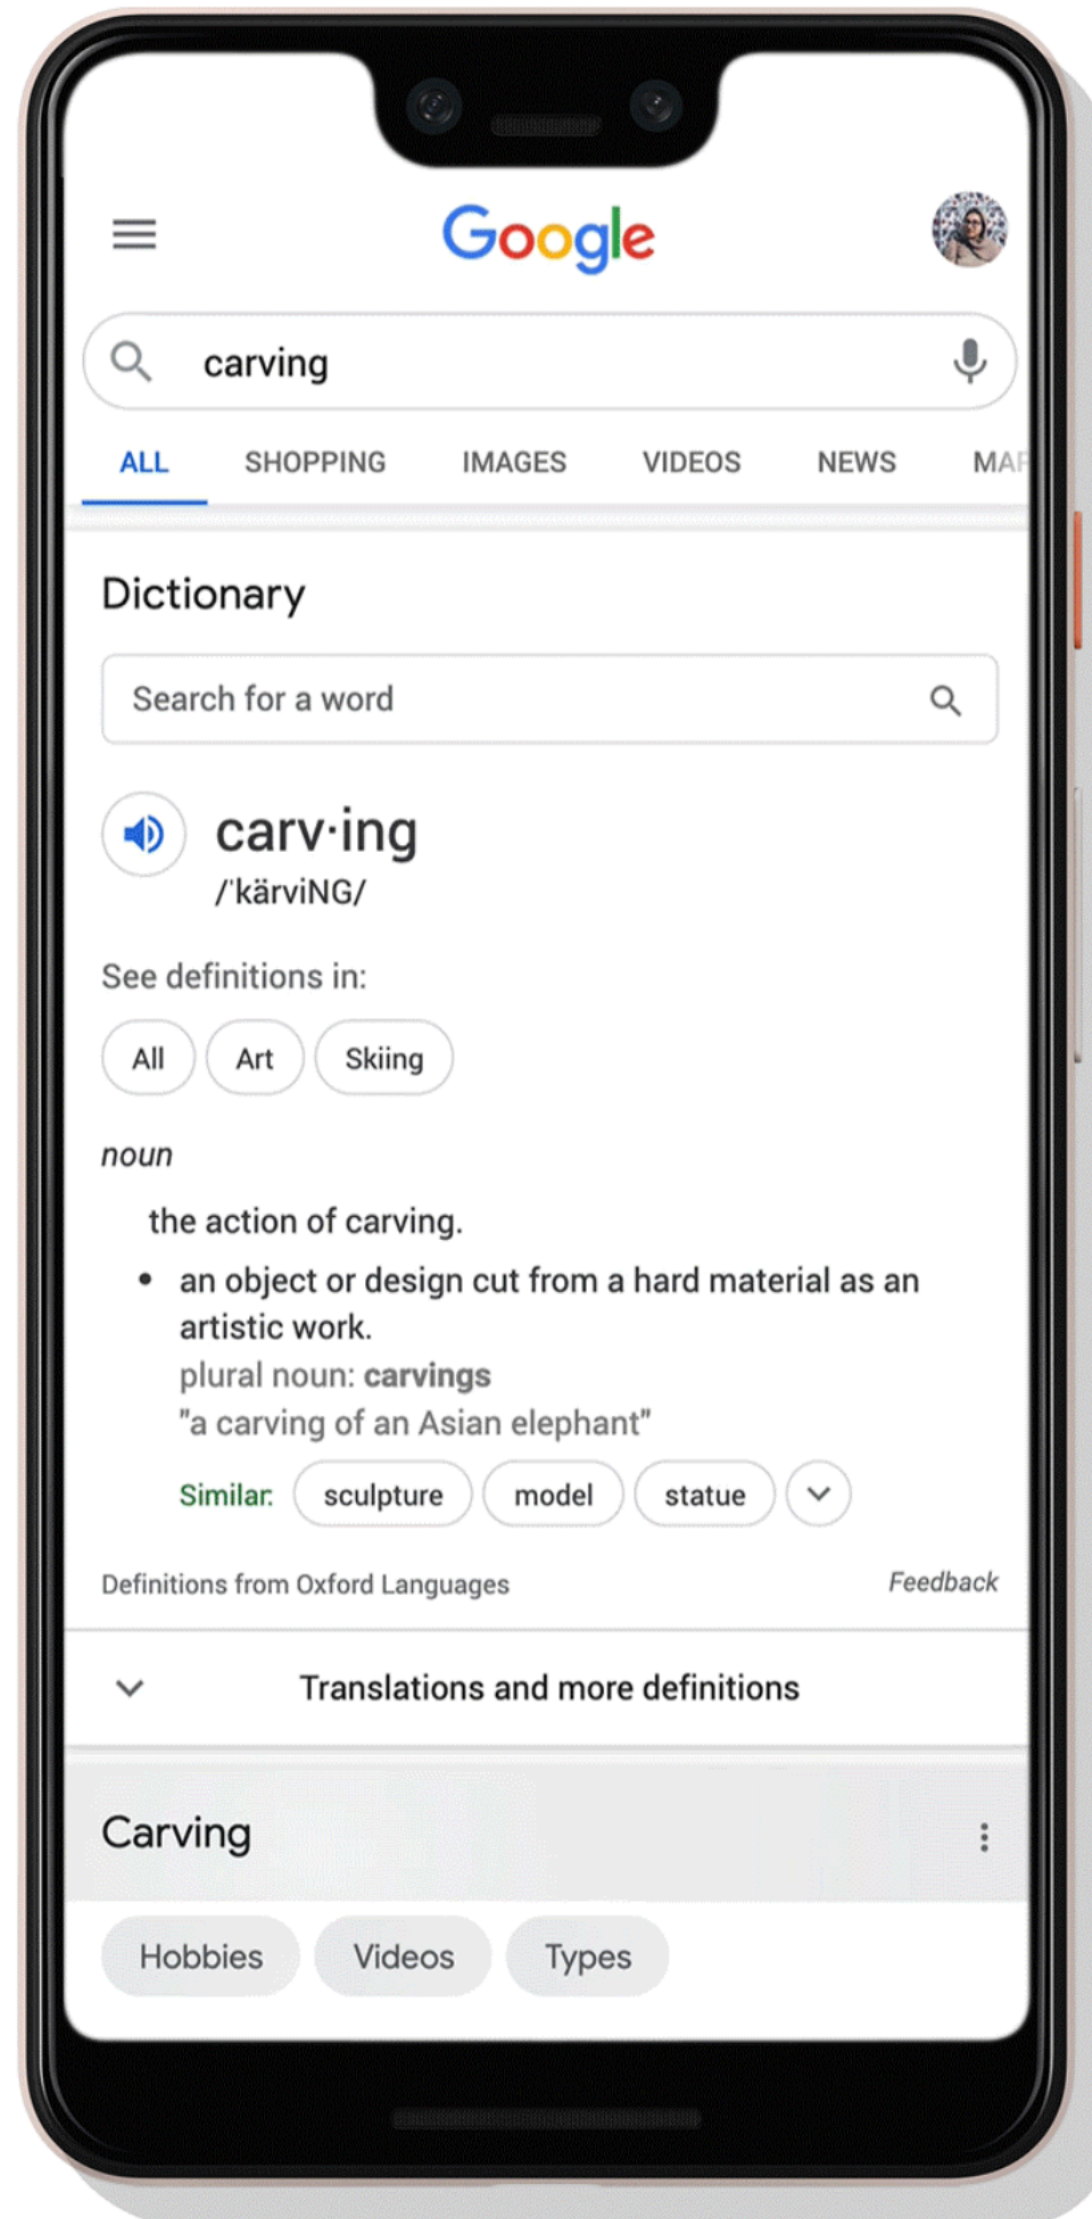 Google
carving
ALL SHOPPING IMAGES VIDEOS NEWS
Dictionary
Search for a word
carv·ing
/ˈkärviNG/
See definitions in:
All Art Skiing
noun
the action of carving.
• an object or design cut from a hard material as an
artistic work.
plural noun: carvings
"a carving of an Asian elephant"
Similar: sculpture model statue
Definitions from Oxford Languages Feedback
Translations and more definitions
Carving
Hobbies Videos Types